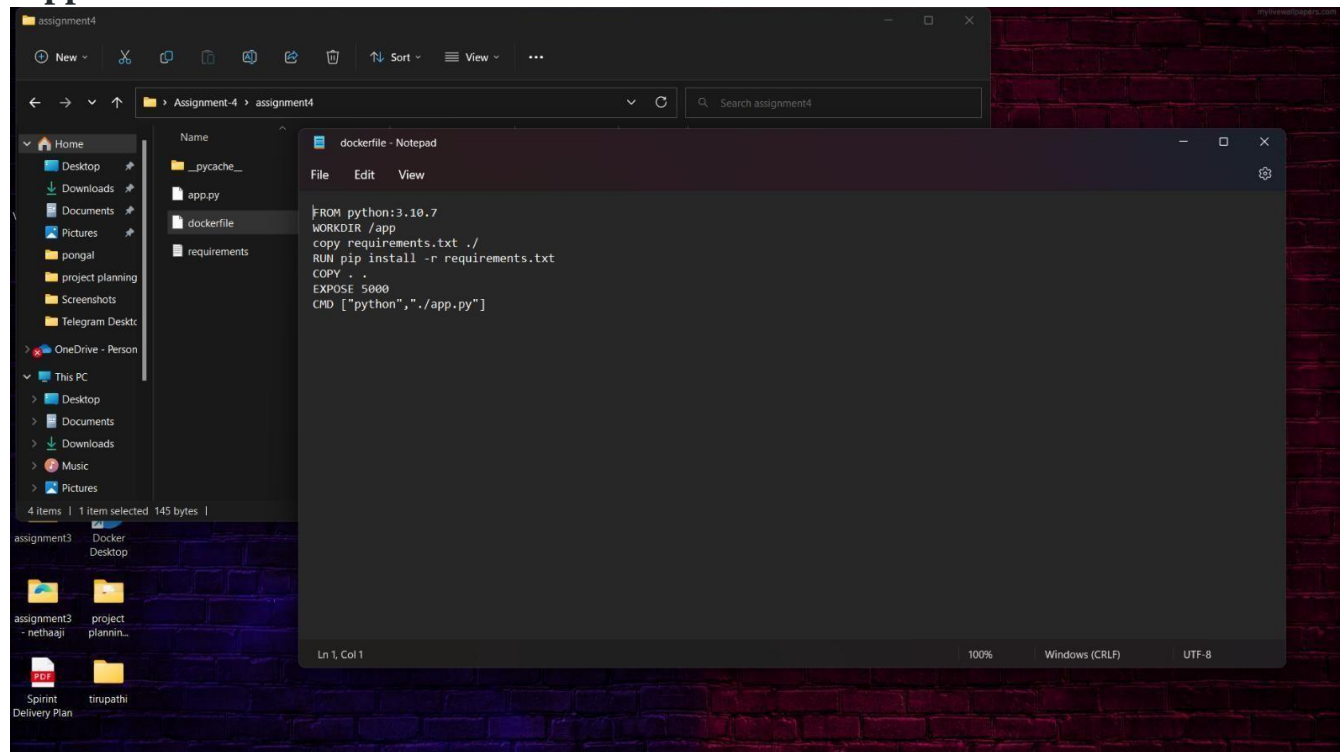 mylivewallpapers.com
assignment4
New
Sort
View
Assignment-4 > assignment4
Search assignment4
Home
Desktop
Downloads
Documents
Pictures
pongal
project planning
Screenshots
Telegram Deskto
OneDrive - Person
This PC
Desktop
Documents
Downloads
Music
Pictures
Name
__pycache__
app.py
dockerfile
requirements
4 items | 1 item selected 145 bytes |
dockerfile - Notepad
File Edit View
FROM python:3.10.7
WORKDIR /app
copy requirements.txt ./
RUN pip install -r requirements.txt
COPY . .
EXPOSE 5000
CMD ["python","./app.py"]
Ln 1, Col 1
100%
Windows (CRLF)
UTF-8
assignment3
Docker
Desktop
assignment3
- nethaaji
project
plannin...
PDF
Spirint
Delivery Plan
tirupathi